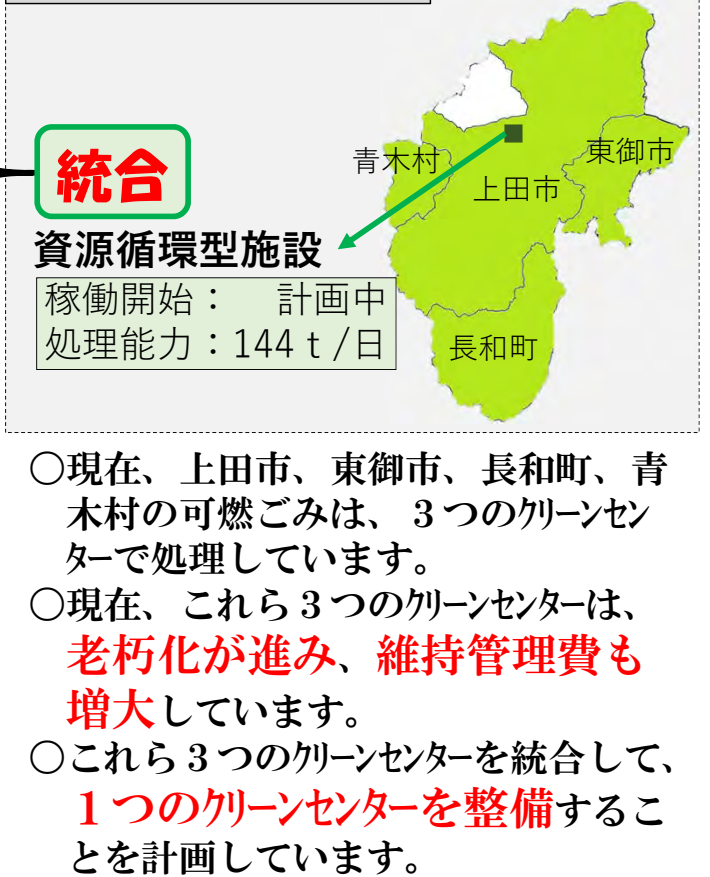 統合
資源循環型施設
稼働開始：　計画中
処理能力：144ｔ/日
青木村
上田市
東御市
長和町
〇現在、上田市、東御市、長和町、青
木村の可燃ごみは、３つのｸﾘｰﾝｾﾝ
ﾀｰで処理しています。
〇現在、これら３つのｸﾘｰﾝｾﾝﾀｰは、
老朽化が進み、維持管理費も
増大しています。
〇これら３つのｸﾘｰﾝｾﾝﾀｰを統合して、
１つのｸﾘｰﾝｾﾝﾀｰを整備するこ
とを計画しています。